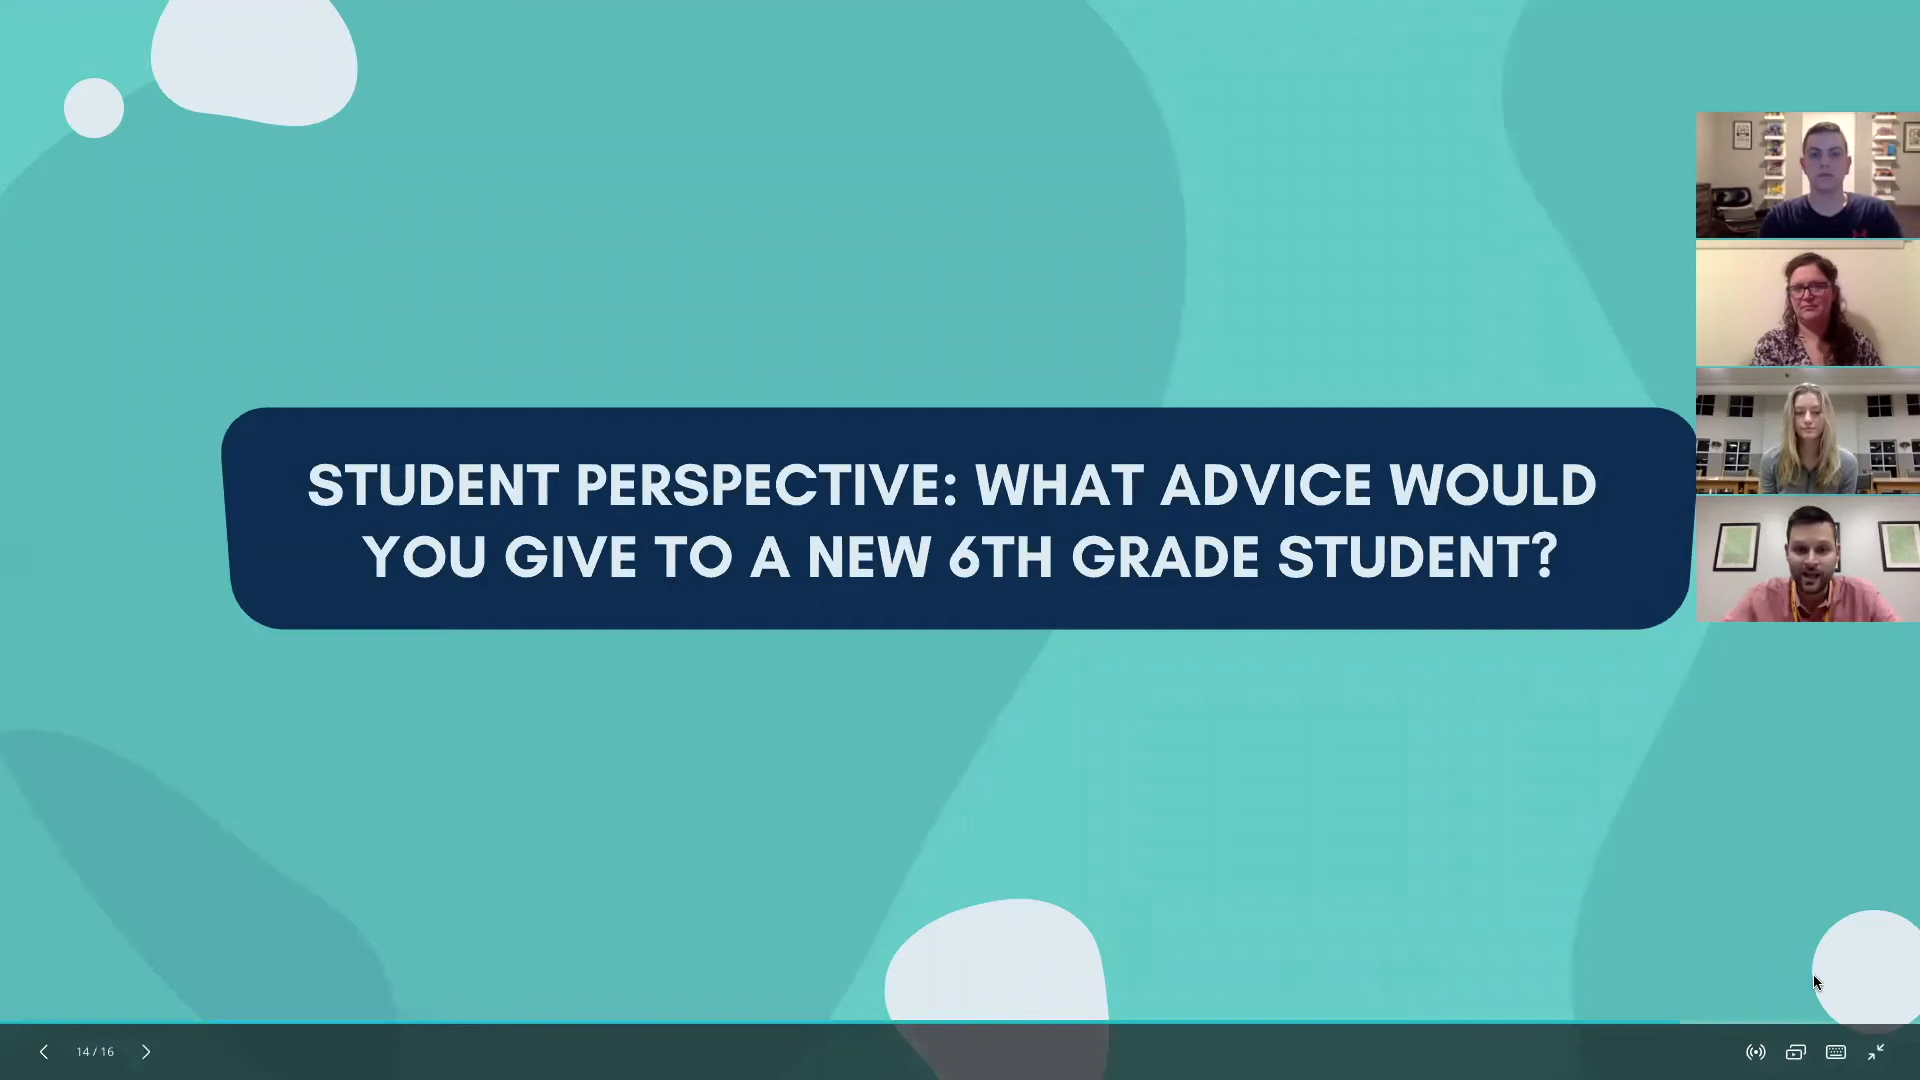 STUDENT PERSPECTIVE: WHAT ADVICE WOULD
YOU GIVE TO A NEW 6TH GRADE STUDENT?
14 / 16